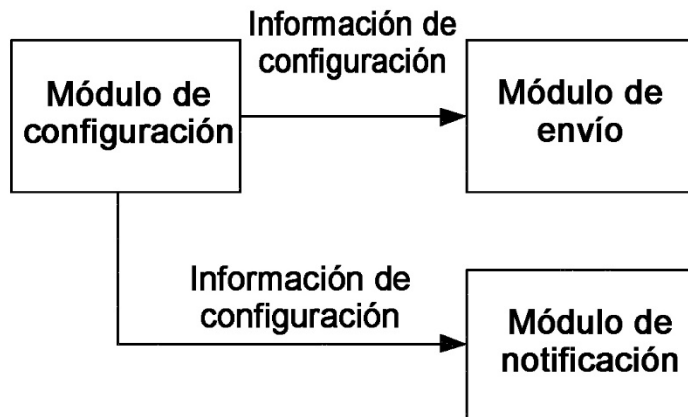 Información de
configuración
Módulo de
configuración
Módulo de
envío
Información de
configuración
Módulo de
notificación